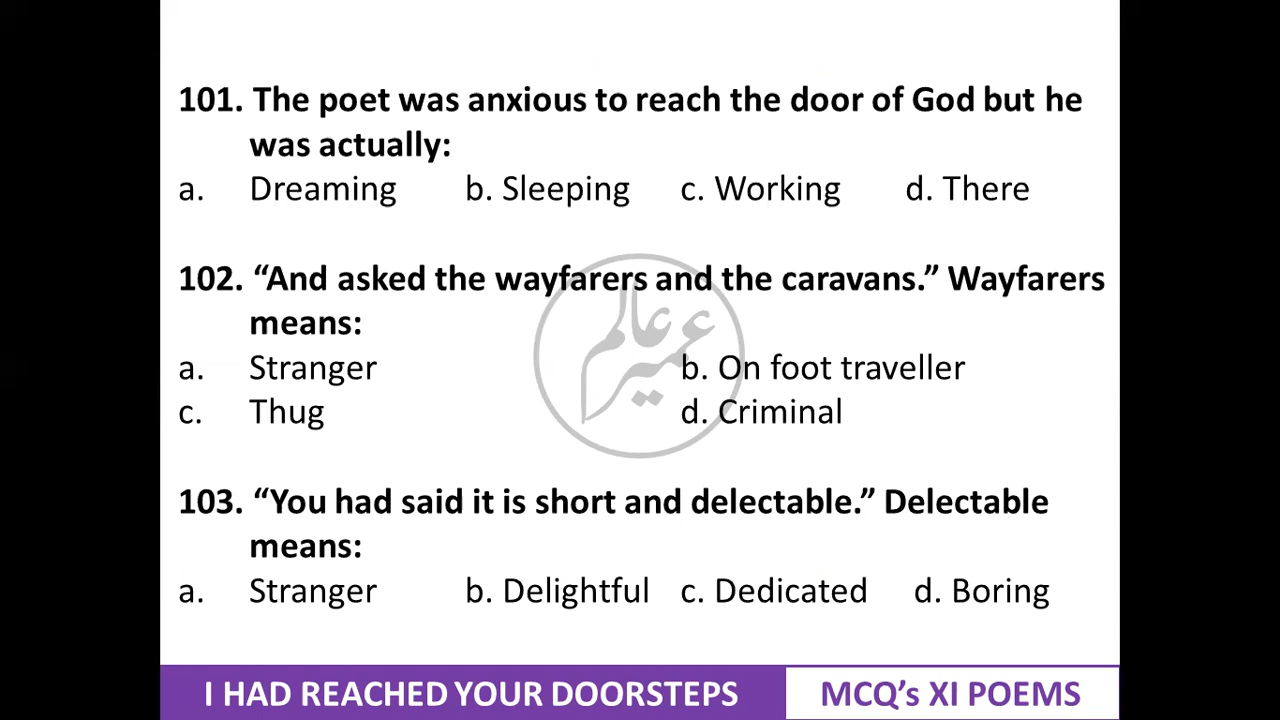 101. The poet was anxious to reach the door of God but he
was actually:
a. Dreaming b. Sleeping c. Working d. There
102. “And asked the wayfarers and the caravans.” Wayfarers
means:
a. Stranger b. On foot traveller
c. Thug d. Criminal
عمیر عالم
103. “You had said it is short and delectable.” Delectable
means:
a. Stranger b. Delightful c. Dedicated d. Boring
I HAD REACHED YOUR DOORSTEPS MCQ’s XI POEMS